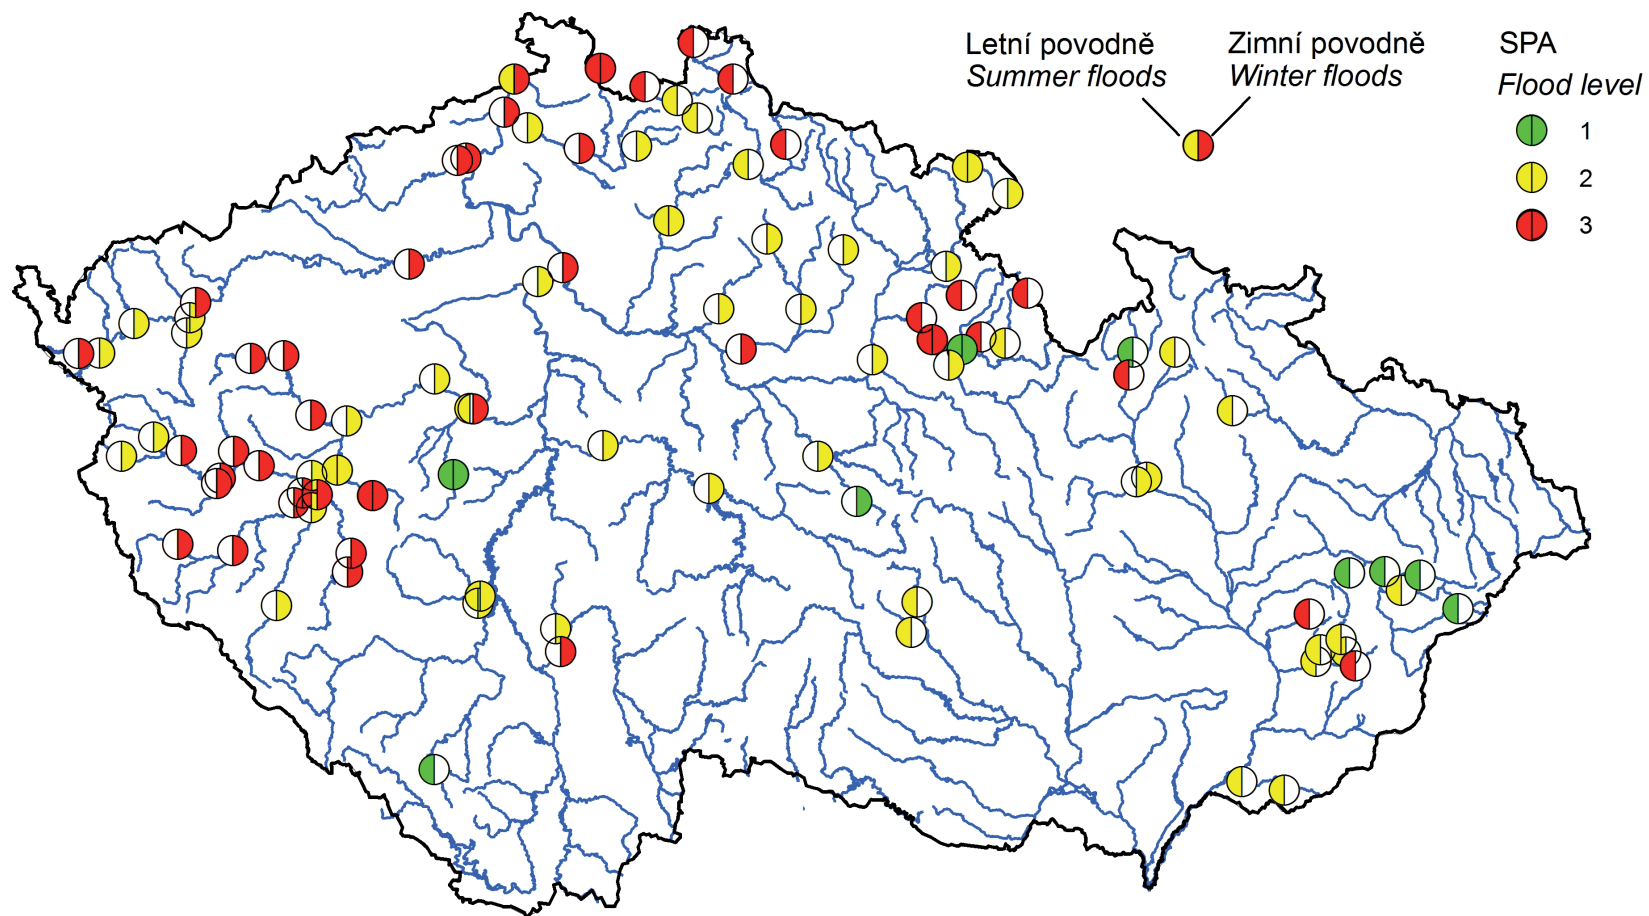 Letní povodně
Summer floods
Zimní povodně
Winter floods
SPA
Flood level
1
2
3